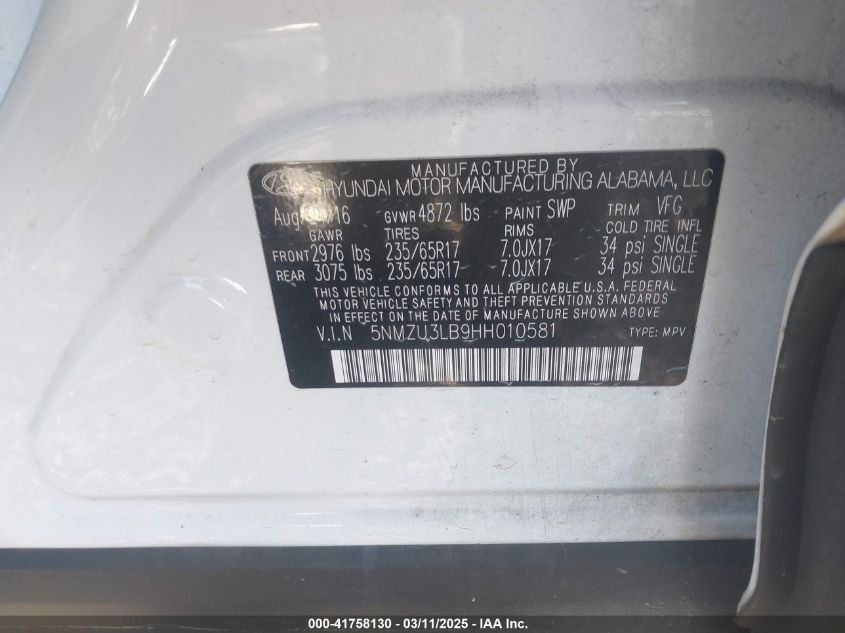 MANUFACTURED BY
HYUNDAI MOTOR MANUFACTURING ALABAMA, LLC
GVWR 4872 lbs PAINT SWP TRIM VFG
GAWR TIRES RIMS COLD TIRE INFL
FRONT 2976 lbs 235/65R17 7.0JX17 34 psi SINGLE
REAR 3075 lbs 235/65R17 7.0JX17 34 psi SINGLE
THIS VEHICLE CONFORMS TO ALL APPLICABLE U.S.A. FEDERAL
MOTOR VEHICLE SAFETY AND THEFT PREVENTION STANDARDS
IN EFFECT ON THE DATE OF MANUFACTURE SHOWN ABOVE
V.I.N 5NMZU3LB9HH010581 TYPE: MPV
000-41758130 - 03/11/2025 - IAA Inc.